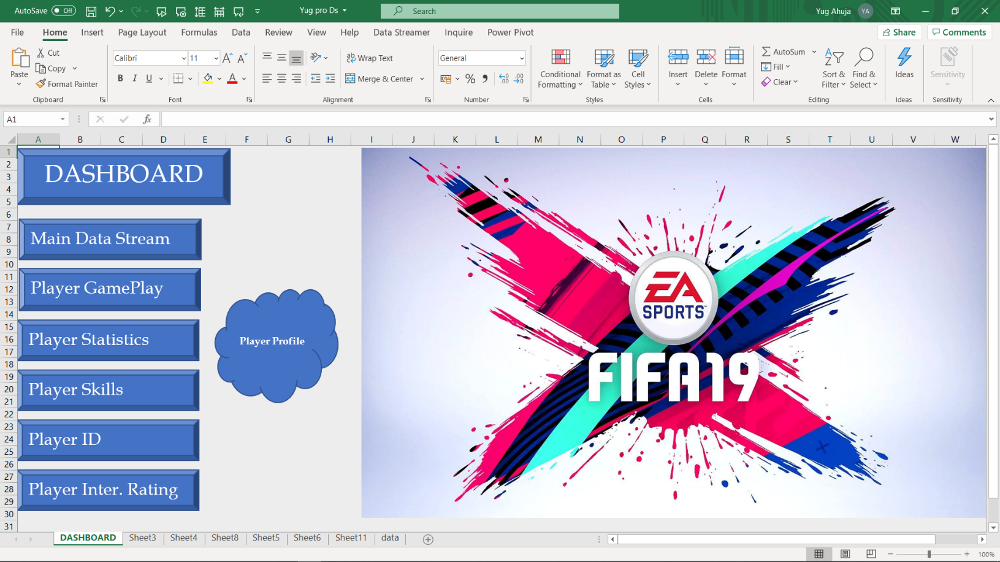 AutoSave Off Yug pro Ds Search Yug Ahuja YA
File Home Insert Page Layout Formulas Data Review View Help Data Streamer Inquire Power Pivot Share Comments
Paste
Cut
Copy
Format Painter
Clipboard
Calibri 11
B I U
Font
Wrap Text
Merge & Center
Alignment
General
Number
Conditional Formatting
Format as Table
Cell Styles
Styles
Insert Delete Format
Cells
AutoSum
Fill
Clear
Sort & Filter
Find & Select
Editing
Ideas
Ideas
Sensitivity
Sensitivity
A1 fx
A B C D E F G H I J K L M N O P Q R S T U V W
1
2
3
4
5
6
7
8
9
10
11
12
13
14
15
16
17
18
19
20
21
22
23
24
25
26
27
28
29
30
31
DASHBOARD
Main Data Stream
Player GamePlay
Player Statistics
Player Skills
Player ID
Player Inter. Rating
Player Profile
EA
SPORTS™
FIFA19
DASHBOARD Sheet3 Sheet4 Sheet8 Sheet5 Sheet6 Sheet11 data
100%